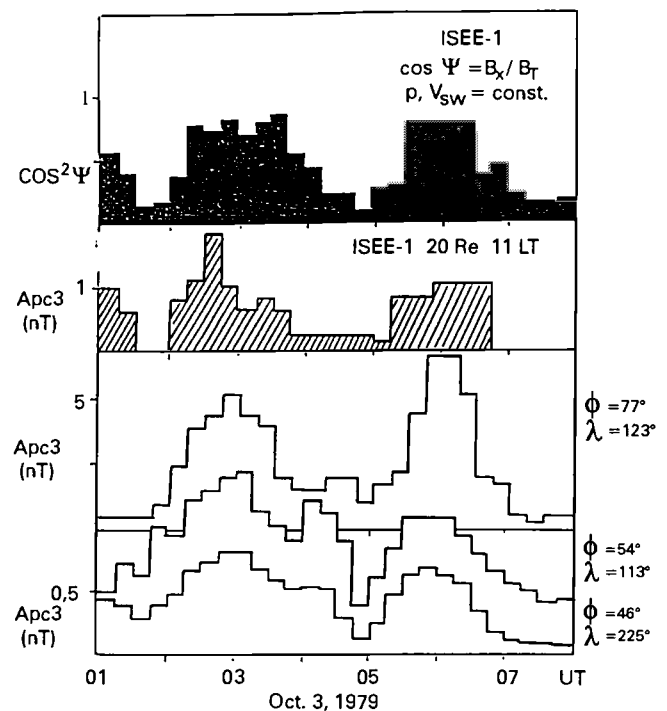 ISEE-1
cos Ψ = Bx / BT
p, VSW = const.
1
COS²Ψ
ISEE-1 20 Re 11 LT
1
Apc3
(nT)
5
Apc3
(nT)
ϕ = 77°
λ = 123°
ϕ = 54°
λ = 113°
0,5
Apc3
(nT)
ϕ = 46°
λ = 225°
01 03 05 07 UT
Oct. 3, 1979